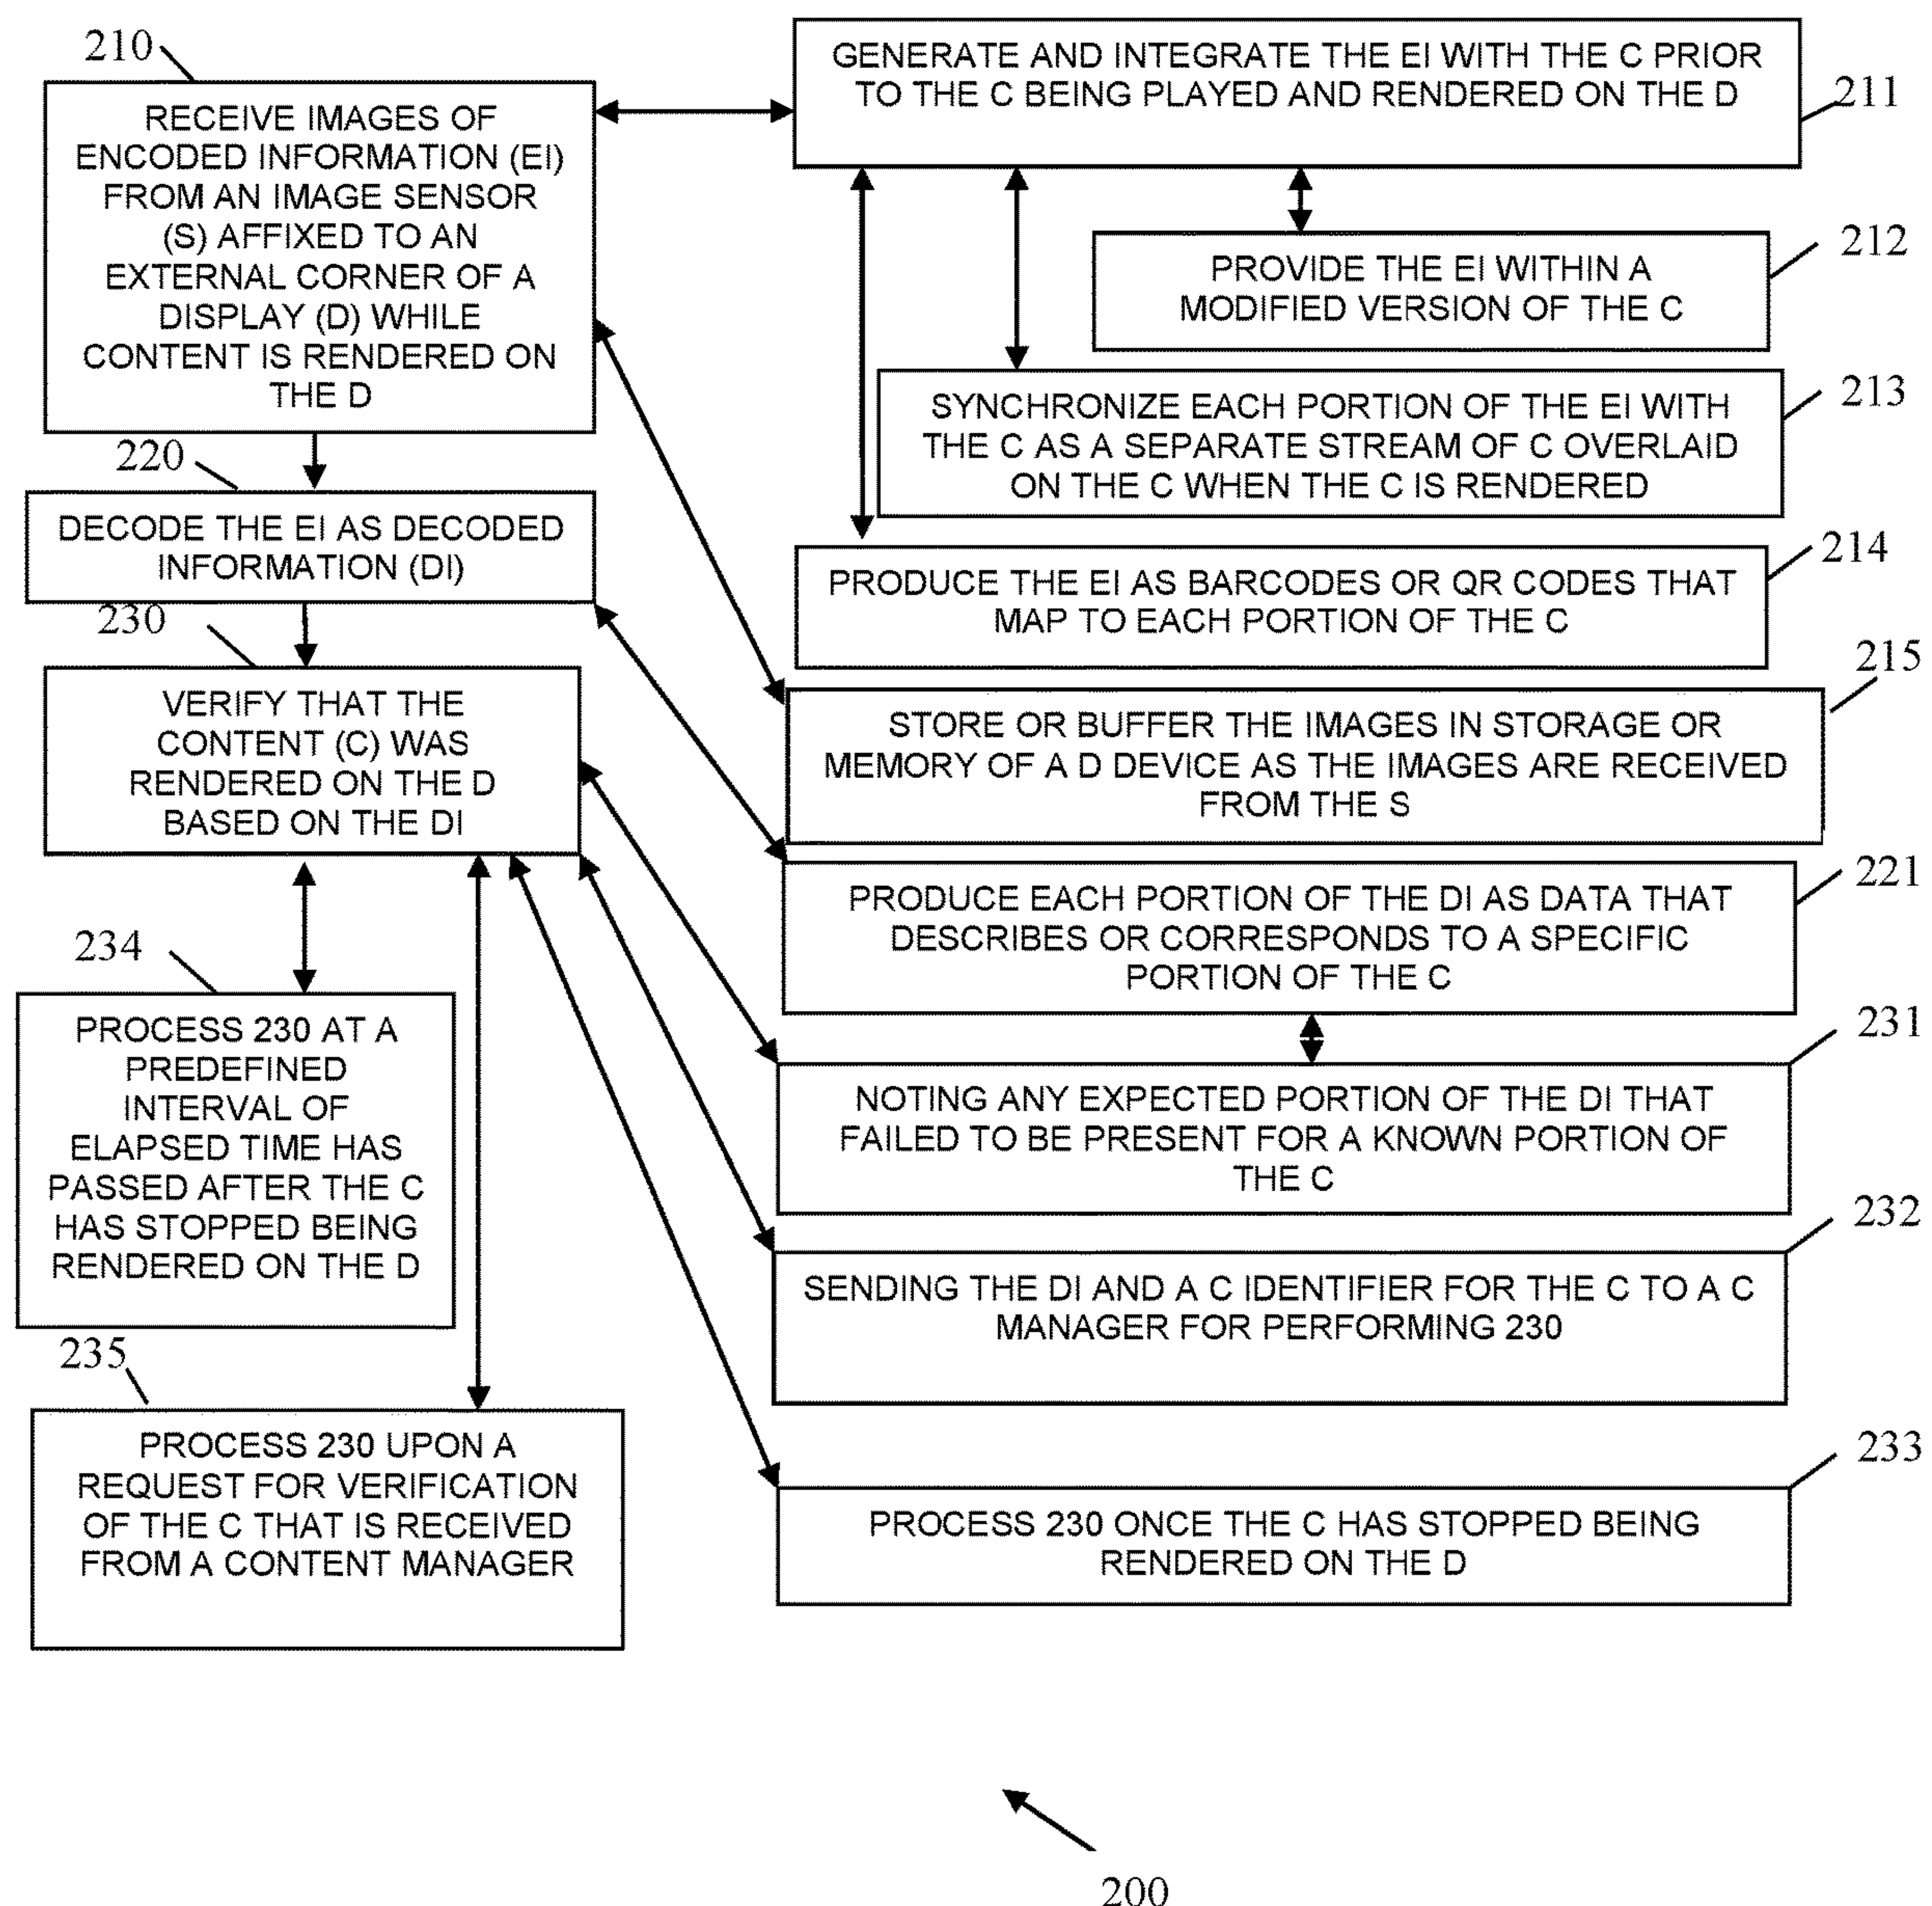 210
RECEIVE IMAGES OF
ENCODED INFORMATION (EI)
FROM AN IMAGE SENSOR
(S) AFFIXED TO AN
EXTERNAL CORNER OF A
DISPLAY (D) WHILE
CONTENT IS RENDERED ON
THE D
GENERATE AND INTEGRATE THE EI WITH THE C PRIOR
TO THE C BEING PLAYED AND RENDERED ON THE D
211
PROVIDE THE EI WITHIN A
MODIFIED VERSION OF THE C
212
SYNCHRONIZE EACH PORTION OF THE EI WITH
THE C AS A SEPARATE STREAM OF C OVERLAID
ON THE C WHEN THE C IS RENDERED
213
PRODUCE THE EI AS BARCODES OR QR CODES THAT
MAP TO EACH PORTION OF THE C
214
STORE OR BUFFER THE IMAGES IN STORAGE OR
MEMORY OF A D DEVICE AS THE IMAGES ARE RECEIVED
FROM THE S
215
220
DECODE THE EI AS DECODED
INFORMATION (DI)
PRODUCE EACH PORTION OF THE DI AS DATA THAT
DESCRIBES OR CORRESPONDS TO A SPECIFIC
PORTION OF THE C
221
230
VERIFY THAT THE
CONTENT (C) WAS
RENDERED ON THE D
BASED ON THE DI
NOTING ANY EXPECTED PORTION OF THE DI THAT
FAILED TO BE PRESENT FOR A KNOWN PORTION OF
THE C
231
SENDING THE DI AND A C IDENTIFIER FOR THE C TO A C
MANAGER FOR PERFORMING 230
232
PROCESS 230 ONCE THE C HAS STOPPED BEING
RENDERED ON THE D
233
234
PROCESS 230 AT A
PREDEFINED
INTERVAL OF
ELAPSED TIME HAS
PASSED AFTER THE C
HAS STOPPED BEING
RENDERED ON THE D
235
PROCESS 230 UPON A
REQUEST FOR VERIFICATION
OF THE C THAT IS RECEIVED
FROM A CONTENT MANAGER
200